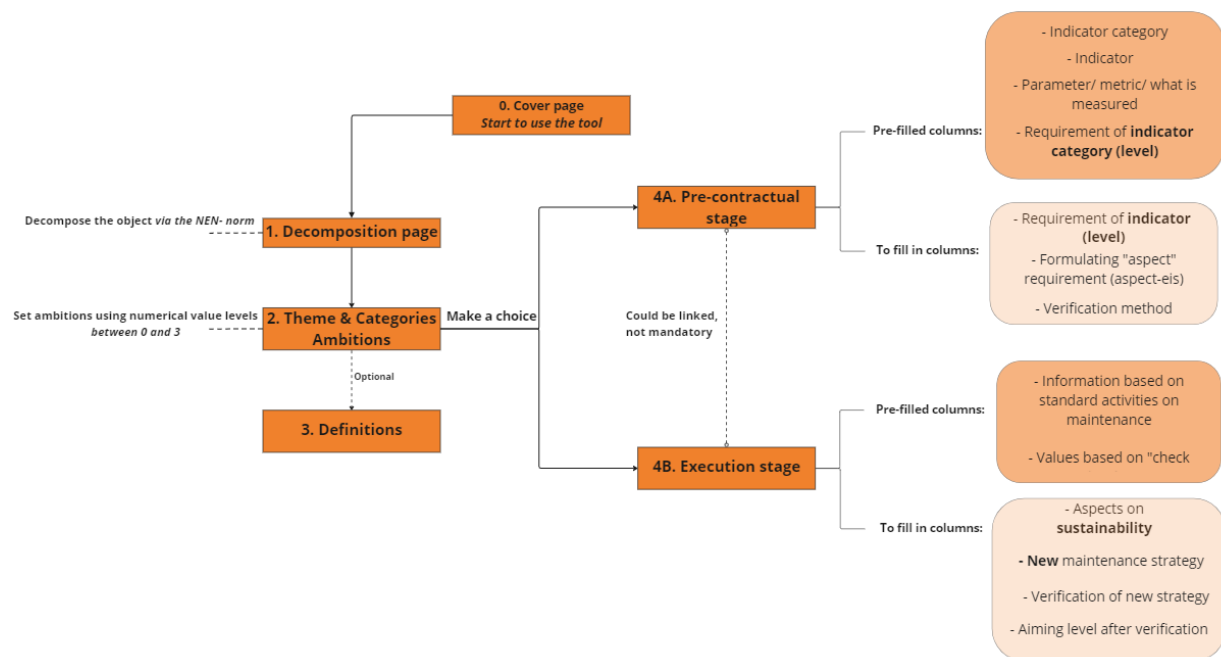 0. Cover page
Start to use the tool
Decompose the object via the NEN- norm
1. Decomposition page
Set ambitions using numerical value levels
between 0 and 3
2. Theme & Categories
Ambitions
Make a choice
Optional
3. Definitions
4A. Pre-contractual
stage
Could be linked,
not mandatory
4B. Execution stage
Pre-filled columns:
- Indicator category
- Indicator
- Parameter/ metric/ what is
measured
- Requirement of indicator
category (level)
To fill in columns:
- Requirement of indicator
(level)
- Formulating "aspect"
requirement (aspect-eis)
- Verification method
Pre-filled columns:
- Information based on
standard activities on
maintenance
- Values based on "check
To fill in columns:
- Aspects on
sustainability
- New maintenance strategy
- Verification of new strategy
- Aiming level after verification